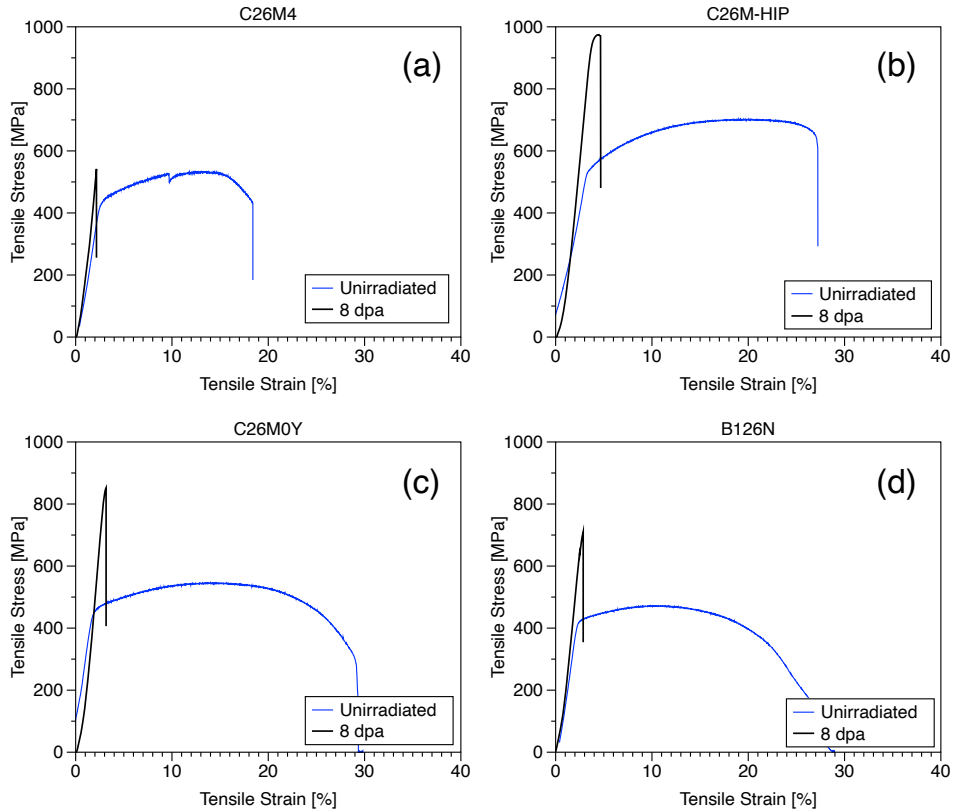 C26M4
(a)
Tensile Stress [MPa]
1000
800
600
400
200
0
Unirradiated
8 dpa
0 10 20 30 40
Tensile Strain [%]
C26M-HIP
(b)
Tensile Stress [MPa]
1000
800
600
400
200
0
Unirradiated
8 dpa
0 10 20 30 40
Tensile Strain [%]
C26M0Y
(c)
Tensile Stress [MPa]
1000
800
600
400
200
0
Unirradiated
8 dpa
0 10 20 30 40
Tensile Strain [%]
B126N
(d)
Tensile Stress [MPa]
1000
800
600
400
200
0
Unirradiated
8 dpa
0 10 20 30 40
Tensile Strain [%]